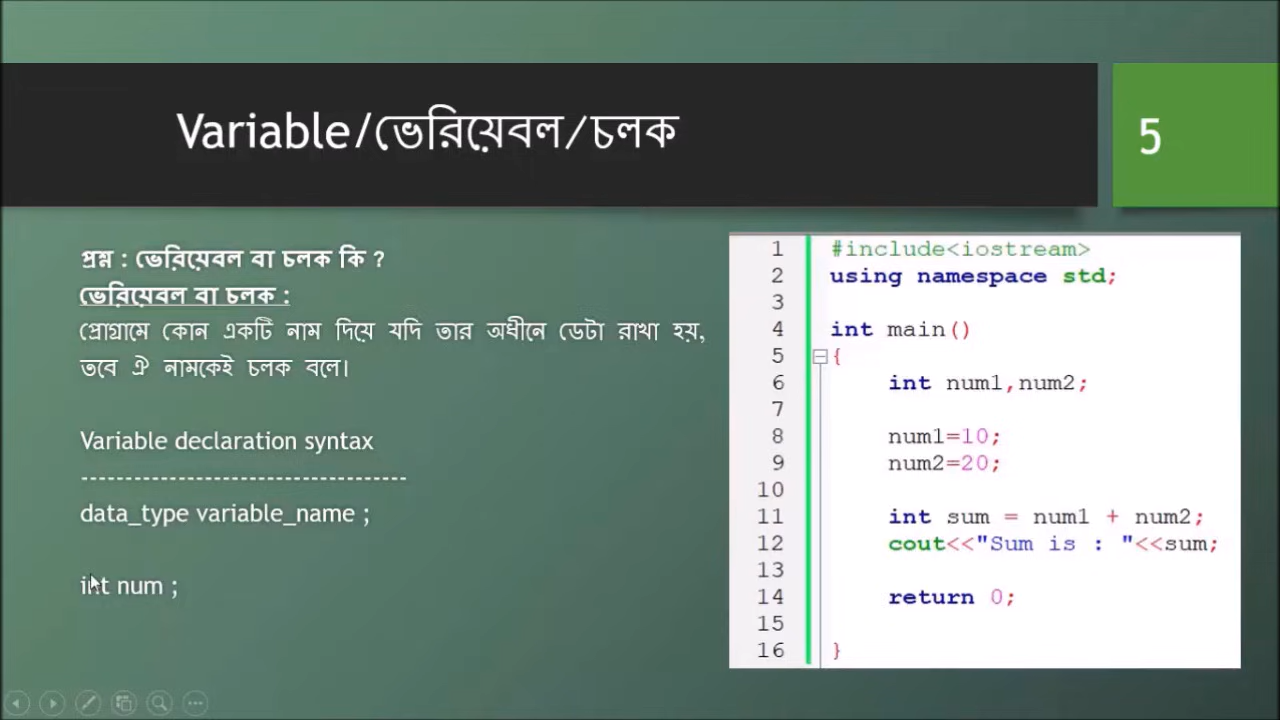 Variable/ভেরিয়েবল/চলক
5
প্রশ্ন : ভেরিয়েবল বা চলক কি ?
ভেরিয়েবল বা চলক :
প্রোগ্রামে কোন একটি নাম দিয়ে যদি তার অধীনে ডেটা রাখা হয়,
তবে ঐ নামকেই চলক বলে।
Variable declaration syntax
------------------------------------
data_type variable_name ;
int num ;
1 #include<iostream>
2 using namespace std;
3
4 int main()
5 {
6 int num1,num2;
7
8 num1=10;
9 num2=20;
10
11 int sum = num1 + num2;
12 cout<<"Sum is : "<<sum;
13
14 return 0;
15
16 }